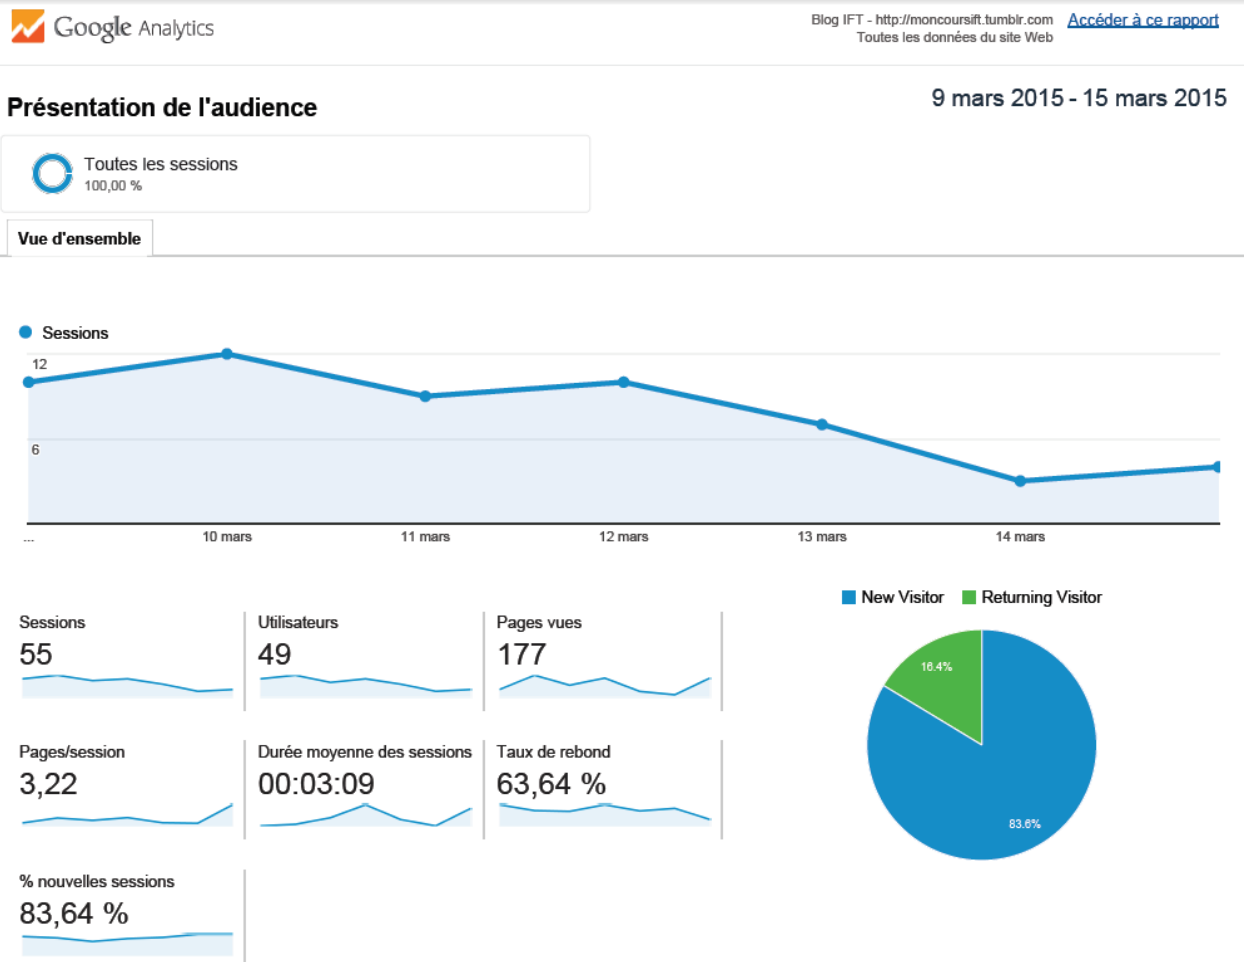 Google Analytics
Blog IFT - http://moncoursift.tumblr.com
Toutes les données du site Web
Accéder à ce rapport
Présentation de l'audience
9 mars 2015 - 15 mars 2015
Toutes les sessions
100,00 %
Vue d'ensemble
Sessions
12
6
...
10 mars
11 mars
12 mars
13 mars
14 mars
Sessions
55
Utilisateurs
49
Pages vues
177
Pages/session
3,22
Durée moyenne des sessions
00:03:09
Taux de rebond
63,64 %
% nouvelles sessions
83,64 %
New Visitor
Returning Visitor
16.4%
83.6%